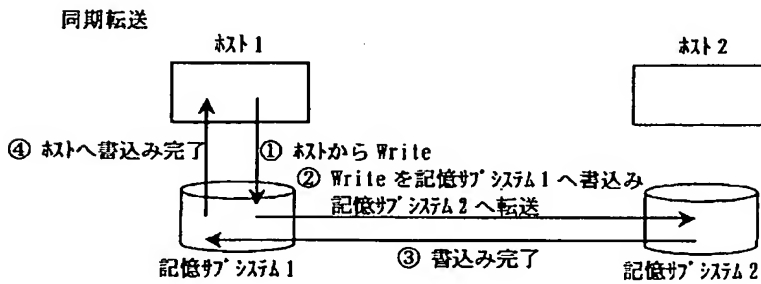 同期転送
ﾎｽﾄ1
ﾎｽﾄ2
④ ﾎｽﾄへ書込み完了
① ﾎｽﾄからWrite
② Writeを記憶ｻﾌﾞｼｽﾃﾑ1へ書込み
記憶ｻﾌﾞｼｽﾃﾑ2へ転送
③ 書込み完了
記憶ｻﾌﾞｼｽﾃﾑ1
記憶ｻﾌﾞｼｽﾃﾑ2